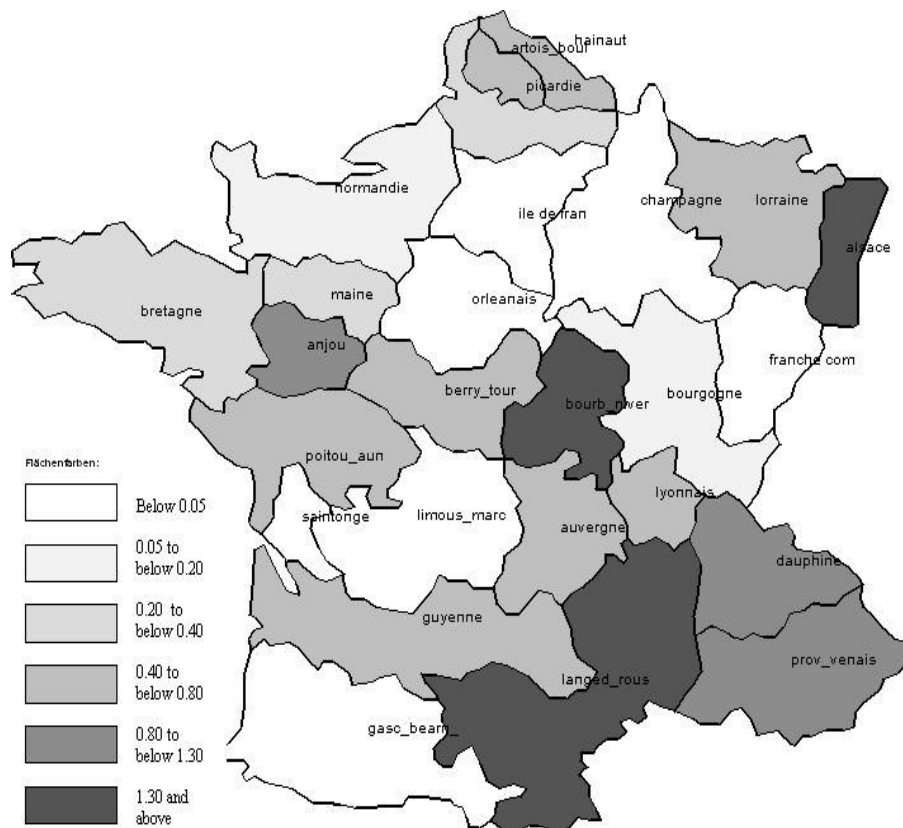 hainaut
artois_boul
picardie
normandie
ile de fran
champagne
lorraine
alsace
bretagne
maine
orleanais
anjou
berry_tour
bourb_niver
bourgogne
franche com
poitou_aun
saintonge
limous_marc
auvergne
lyonnais
dauphine
guyenne
langed_rous
prov_venais
gasc_bearn_
Flächenfarben:
Below 0.05
0.05 to
below 0.20
0.20 to
below 0.40
0.40 to
below 0.80
0.80 to
below 1.30
1.30 and
above